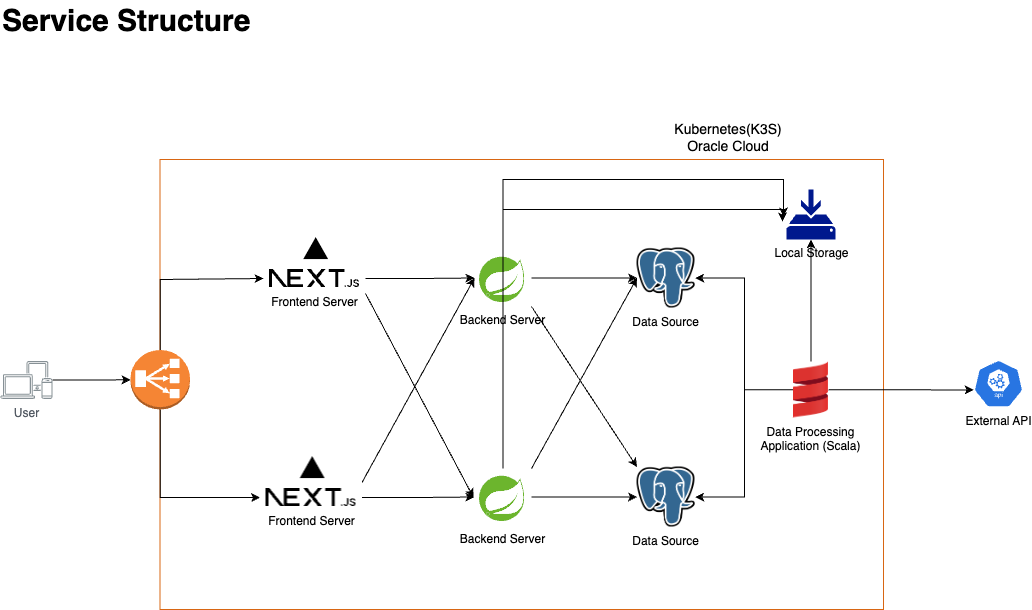 Service Structure
Kubernetes(K3S)
Oracle Cloud
Local Storage
NEXT.JS
Frontend Server
Backend Server
Data Source
User
api
External API
Data Processing
Application (Scala)
NEXT.JS
Frontend Server
Backend Server
Data Source